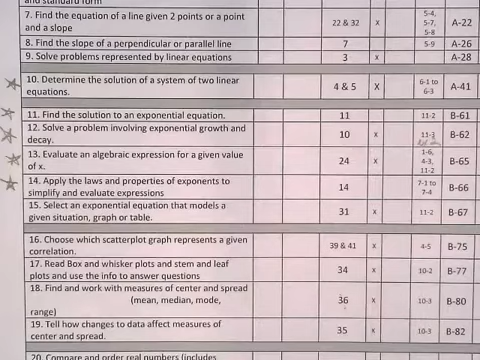 and standard form
7. Find the equation of a line given 2 points or a point and a slope 22 & 32 x 5-4, 5-7, 5-8 A-22
8. Find the slope of a perpendicular or parallel line 7 5-9 A-26
9. Solve problems represented by linear equations 3 x A-28
10. Determine the solution of a system of two linear equations. 4 & 5 X 6-1 to 6-3 A-41
11. Find the solution to an exponential equation. 11 11-2 B-61
12. Solve a problem involving exponential growth and decay. 10 x 11-3 B-62
13. Evaluate an algebraic expression for a given value of x. 24 x 1-6, 4-3, 11-2 B-65
14. Apply the laws and properties of exponents to simplify and evaluate expressions 14 7-1 to 7-4 B-66
15. Select an exponential equation that models a given situation, graph or table. 31 x 11-2 B-67
16. Choose which scatterplot graph represents a given correlation. 39 & 41 x 4-5 B-75
17. Read Box and whisker plots and stem and leaf plots and use the info to answer questions 34 x 10-2 B-77
18. Find and work with measures of center and spread (mean, median, mode, range) 36 x 10-3 B-80
19. Tell how changes to data affect measures of center and spread. 35 x 10-3 B-82
20. Compare and order real numbers (includes